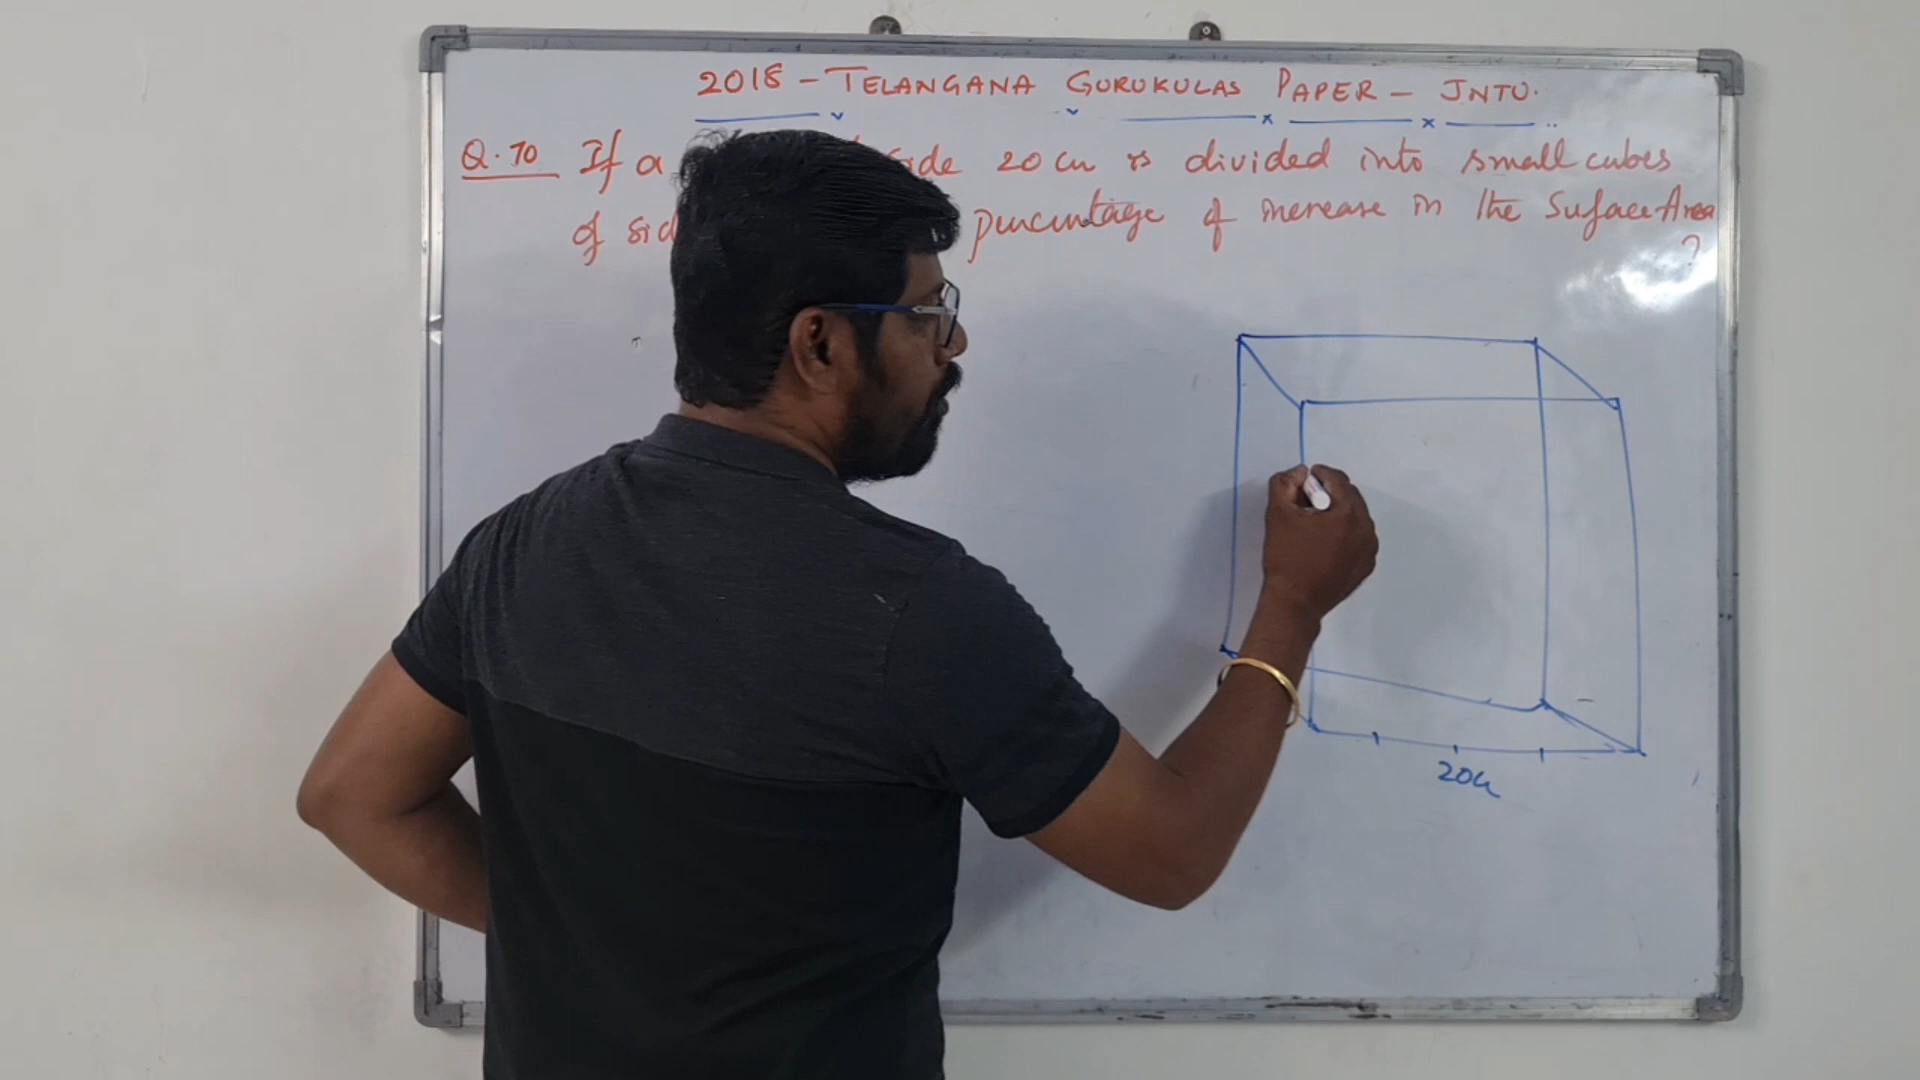 2018 - TELANGANA GURUKULAS PAPER - JNTU.
Q.70 If a side 20 cm is divided into small cubes
of percentage of increase in the Suface Area
?
20cm